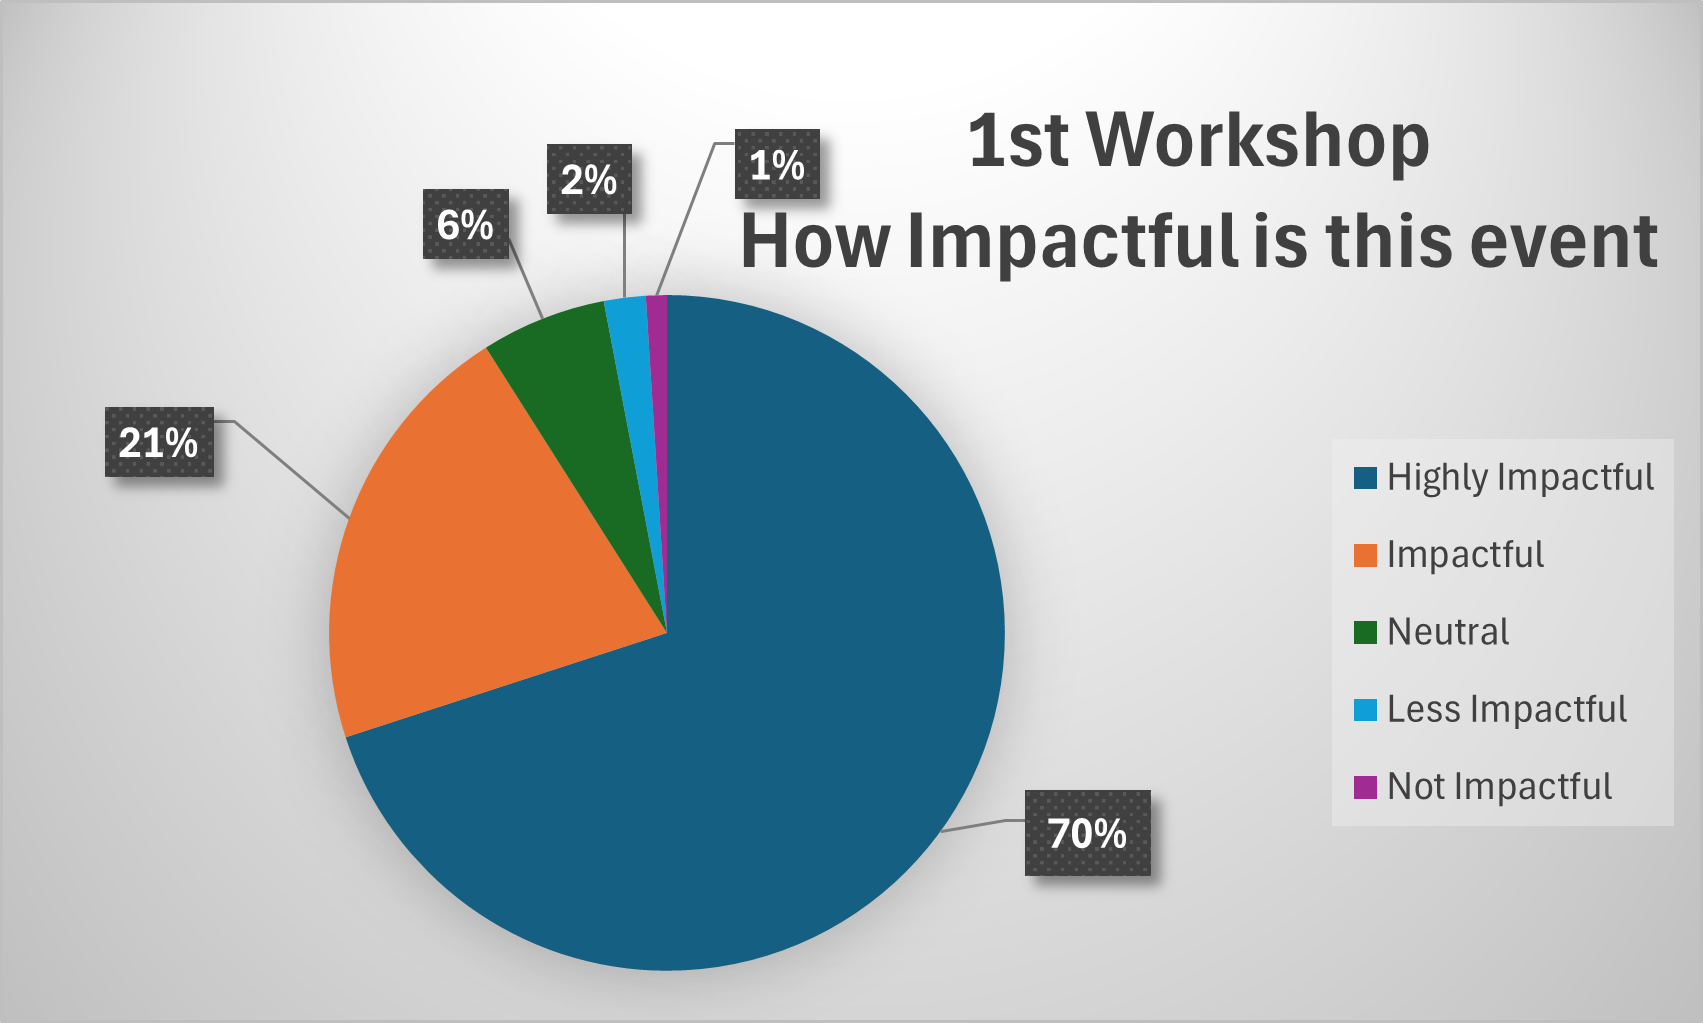 1st Workshop
How Impactful is this event
1%
2%
6%
21%
70%
Highly Impactful
Impactful
Neutral
Less Impactful
Not Impactful